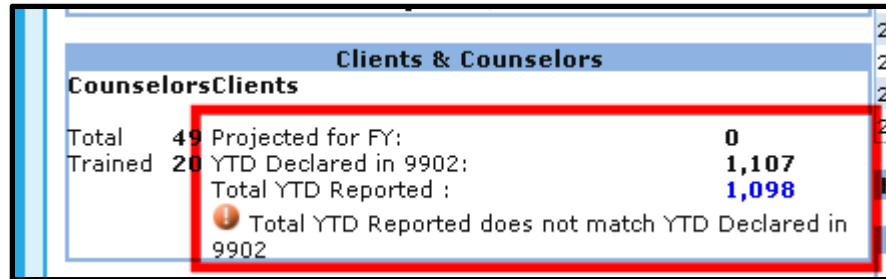 Clients & Counselors
CounselorsClients
Total 49 Projected for FY: 0
Trained 20 YTD Declared in 9902: 1,107
Total YTD Reported : 1,098
Total YTD Reported does not match YTD Declared in
9902